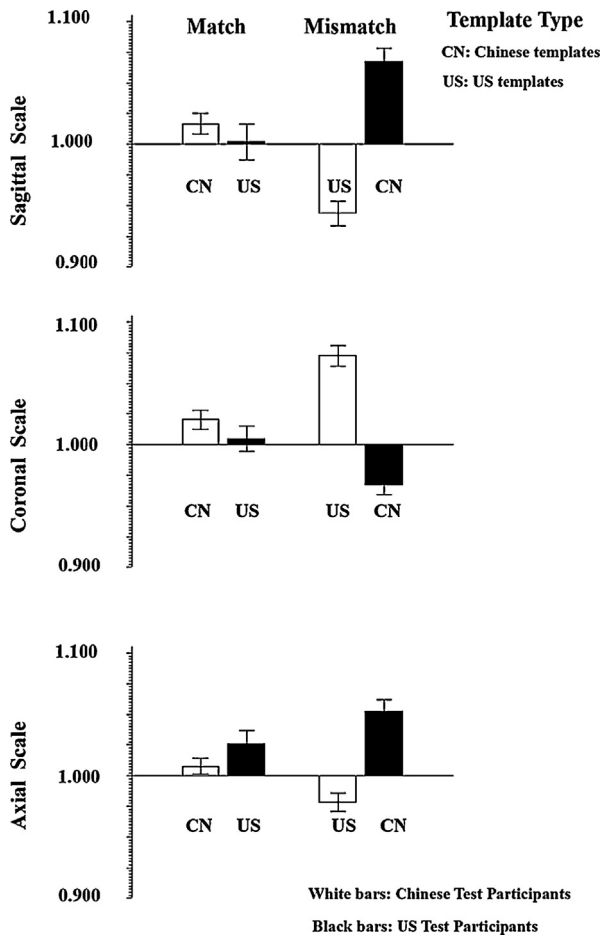 1.100
Match
Mismatch
Template Type
CN: Chinese templates
US: US templates
Sagittal Scale
1.000
CN
US
US
CN
0.900
1.100
Coronal Scale
1.000
CN
US
US
CN
0.900
1.100
Axial Scale
1.000
CN
US
US
CN
0.900
White bars: Chinese Test Participants
Black bars: US Test Participants